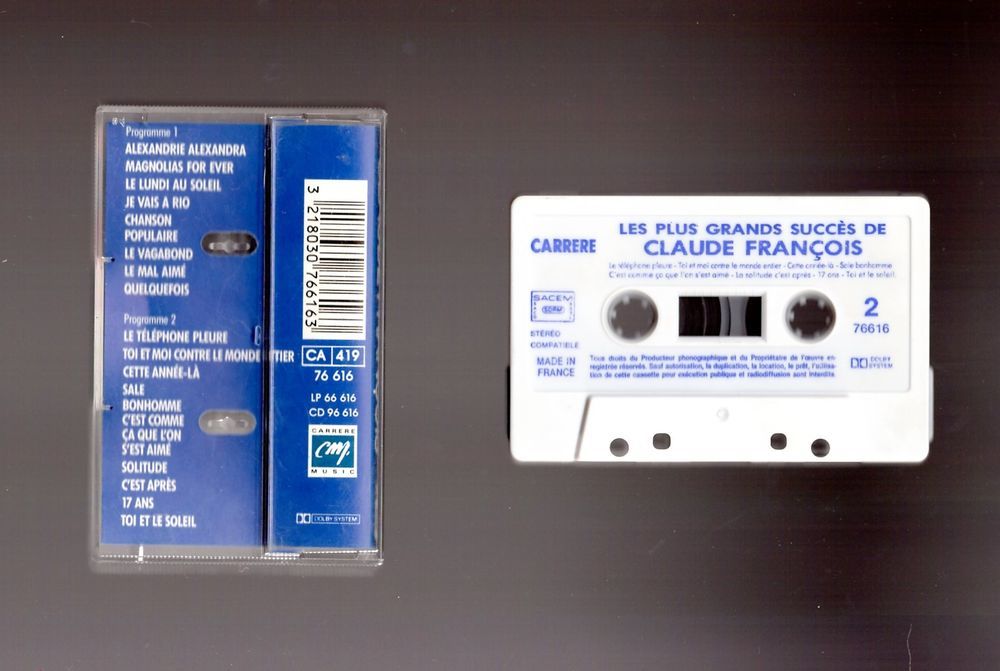 Programme 1
ALEXANDRIE ALEXANDRA
MAGNOLIAS FOR EVER
LE LUNDI AU SOLEIL
JE VAIS A RIO
CHANSON
POPULAIRE
LE VAGABOND
LE MAL AIMÉ
QUELQUEFOIS
Programme 2
LE TÉLÉPHONE PLEURE
TOI ET MOI CONTRE LE MONDE ENTIER
CETTE ANNÉE-LÀ
SALE
BONHOMME
C'EST COMME
ÇA QUE L'ON
S'EST AIMÉ
SOLITUDE
C'EST APRÈS
17 ANS
TOI ET LE SOLEIL
3 218030 766163
CA 419
76 616
LP 66 616
CD 96 616
CARRERE
cm.
MUSIC
DOLBY SYSTEM
LES PLUS GRANDS SUCCÈS DE
CARRERE CLAUDE FRANÇOIS
Le téléphone pleure - Toi et moi contre le monde entier - Cette année-là - Sale bonhomme
C'est comme ça que l'on s'est aimé - La solitude c'est après - 17 ans - Toi et le soleil
SACEM
SDRM
2
76616
STÉRÉO
COMPATIBLE
MADE IN
FRANCE
Tous droits du Producteur phonographique et du Propriétaire de l'œuvre en-
registrée réservés. Sauf autorisation, la duplication, la location, le prêt, l'utilisa-
tion de cette cassette pour exécution publique et radiodiffusion sont interdits.
DOLBY
SYSTEM